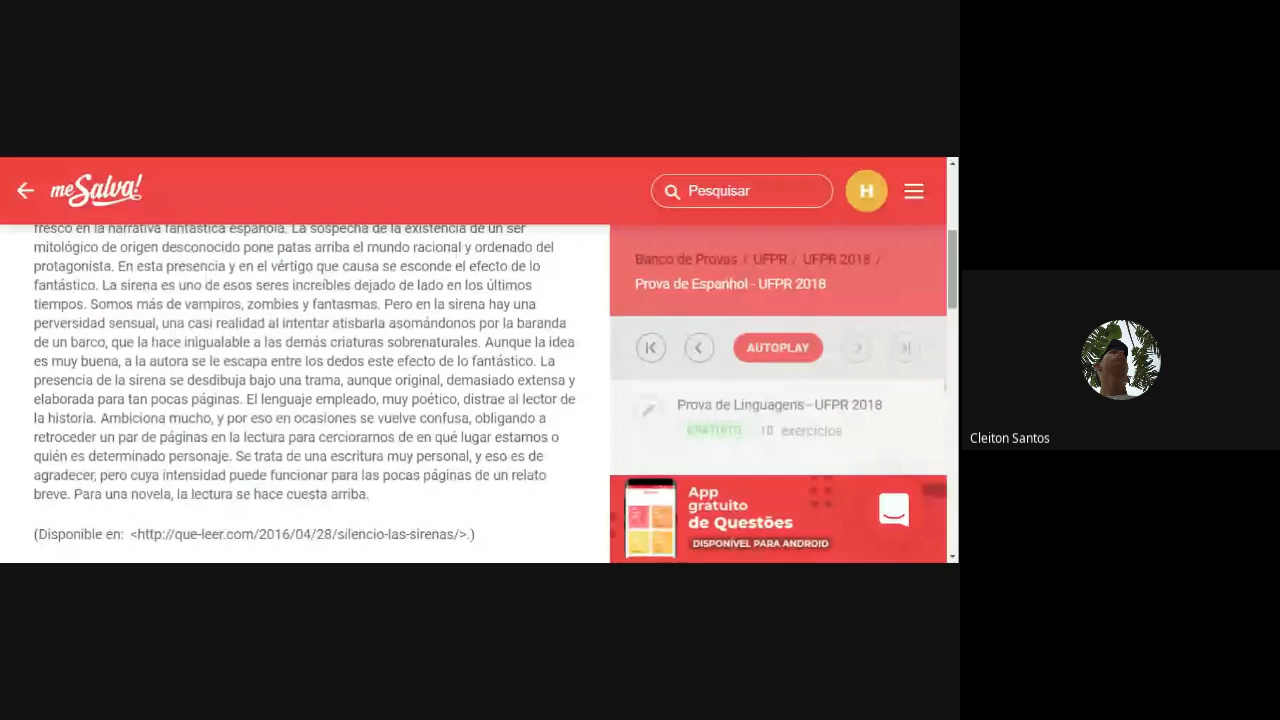 me Salva!
Pesquisar
H
fresco en la narrativa fantástica española. La sospecha de la existencia de un ser
mitológico de origen desconocido pone patas arriba el mundo racional y ordenado del
protagonista. En esta presencia y en el vértigo que causa se esconde el efecto de lo
fantástico. La sirena es uno de esos seres increíbles dejado de lado en los últimos
tiempos. Somos más de vampiros, zombies y fantasmas. Pero en la sirena hay una
perversidad sensual, una casi realidad al intentar atisbarla asomándonos por la baranda
de un barco, que la hace inigualable a las demás criaturas sobrenaturales. Aunque la idea
es muy buena, a la autora se le escapa entre los dedos este efecto de lo fantástico. La
presencia de la sirena se desdibuja bajo una trama, aunque original, demasiado extensa y
elaborada para tan pocas páginas. El lenguaje empleado, muy poético, distrae al lector de
la historia. Ambiciona mucho, y por eso en ocasiones se vuelve confusa, obligando a
retroceder un par de páginas en la lectura para cerciorarnos de en qué lugar estamos o
quién es determinado personaje. Se trata de una escritura muy personal, y eso es de
agradecer, pero cuya intensidad puede funcionar para las pocas páginas de un relato
breve. Para una novela, la lectura se hace cuesta arriba.
(Disponible en: <http://que-leer.com/2016/04/28/silencio-las-sirenas/>.)
Banco de Provas / UFPR / UFPR 2018 /
Prova de Espanhol - UFPR 2018
AUTOPLAY
Prova de Linguagens - UFPR 2018
GRATUITO 10 exercícios
App
gratuito
de Questões
DISPONÍVEL PARA ANDROID
Cleiton Santos